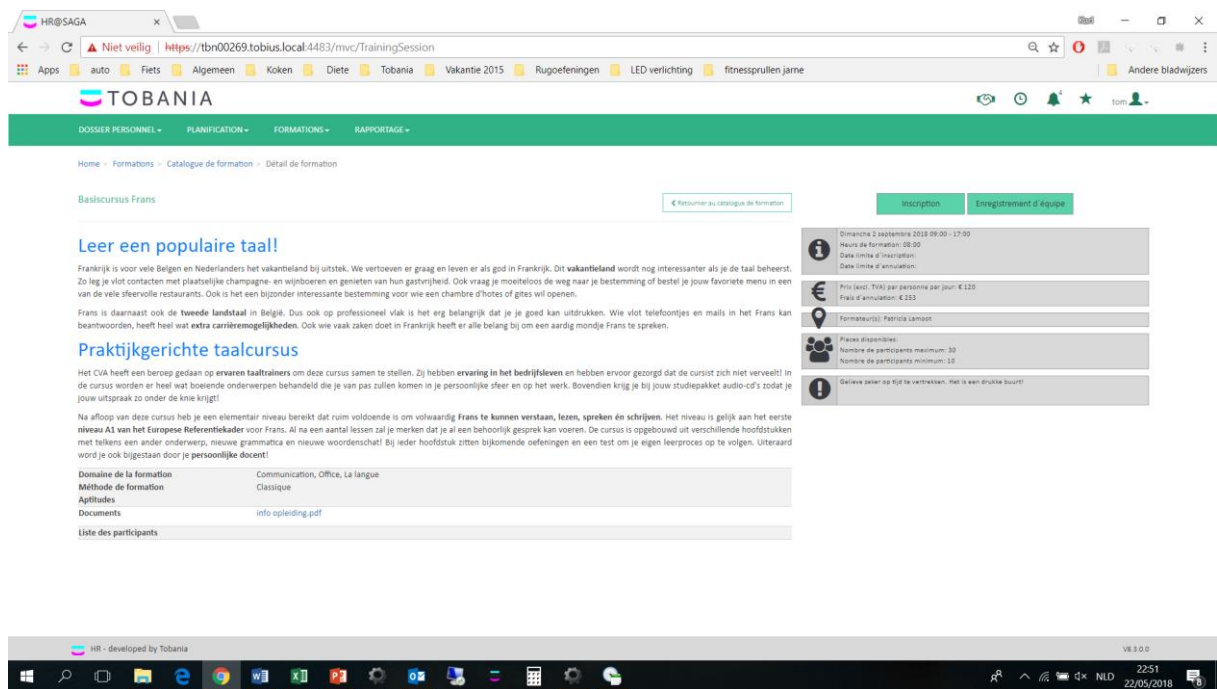 HR@SAGA
Niet veilig | https://tbn00269.tobius.local:4483/mvc/TrainingSession
Apps auto Fiets Algemeen Koken Diete Tobania Vakantie 2015 Rugoefeningen LED verlichting fitnessprullen jarne Andere bladwijzers
TOBANIA
tom
DOSSIER PERSONNEL PLANIFICATION FORMATIONS RAPPORTAGE
Home > Formations > Catalogue de formation > Détail de formation
Basiscursus Frans
Retourner au catalogue de formation
Inscription Enregistrement d'équipe
Leer een populaire taal!
Frankrijk is voor vele Belgen en Nederlanders het vakantieland bij uitstek. We vertoeven er graag en leven er als god in Frankrijk. Dit vakantieland wordt nog interessanter als je de taal beheerst.
Zo leg je vlot contacten met plaatselijke champagne- en wijnboeren en genieten van hun gastvrijheid. Ook vraag je moeiteloos de weg naar je bestemming of bestel je jouw favoriete menu in een
van de vele sfeervolle restaurants. Ook is het een bijzonder interessante bestemming voor wie een chambre d'hotes of gites wil openen.
Frans is daarnaast ook de tweede landstaal in België. Dus ook op professioneel vlak is het erg belangrijk dat je je goed kan uitdrukken. Wie vlot telefoontjes en mails in het Frans kan
beantwoorden, heeft heel wat extra carrièremogelijkheden. Ook wie vaak zaken doet in Frankrijk heeft er alle belang bij om een aardig mondje Frans te spreken.
Praktijkgerichte taalcursus
Het CVA heeft een beroep gedaan op ervaren taaltrainers om deze cursus samen te stellen. Zij hebben ervaring in het bedrijfsleven en hebben ervoor gezorgd dat de cursist zich niet verveelt! In
de cursus worden er heel wat boeiende onderwerpen behandeld die je van pas zullen komen in je persoonlijke sfeer en op het werk. Bovendien krijg je bij jouw studiepakket audio-cd's zodat je
jouw uitspraak zo onder de knie krijgt!
Na afloop van deze cursus heb je een elementair niveau bereikt dat ruim voldoende is om volwaardig Frans te kunnen verstaan, lezen, spreken én schrijven. Het niveau is gelijk aan het eerste
niveau A1 van het Europese Referentiekader voor Frans. Al na een aantal lessen zal je merken dat je al een behoorlijk gesprek kan voeren. De cursus is opgebouwd uit verschillende hoofdstukken
met telkens een ander onderwerp, nieuwe grammatica en nieuwe woordenschat! Bij ieder hoofdstuk zitten bijkomende oefeningen en een test om je eigen leerproces op te volgen. Uiteraard
word je ook bijgestaan door je persoonlijke docent!
Domaine de la formation Communication, Office, La langue
Méthode de formation Classique
Aptitudes
Documents info opleiding.pdf
Liste des participants
Dimanche 2 septembre 2018 09:00 - 17:00
Heurs de formation: 08:00
Date limite d'inscription:
Date limite d'annulation:
Prix (excl. TVA) par personne par jour: € 120
Frais d'annulation: € 253
Formateur(s): Patricia Lamoot
Places disponibles:
Nombre de participants maximum: 30
Nombre de participants minimum: 10
Gelieve zeker op tijd te vertrekken. Het is een drukke buurt!
HR - developed by Tobania
V8.3.0.0
NLD
22:51
22/05/2018